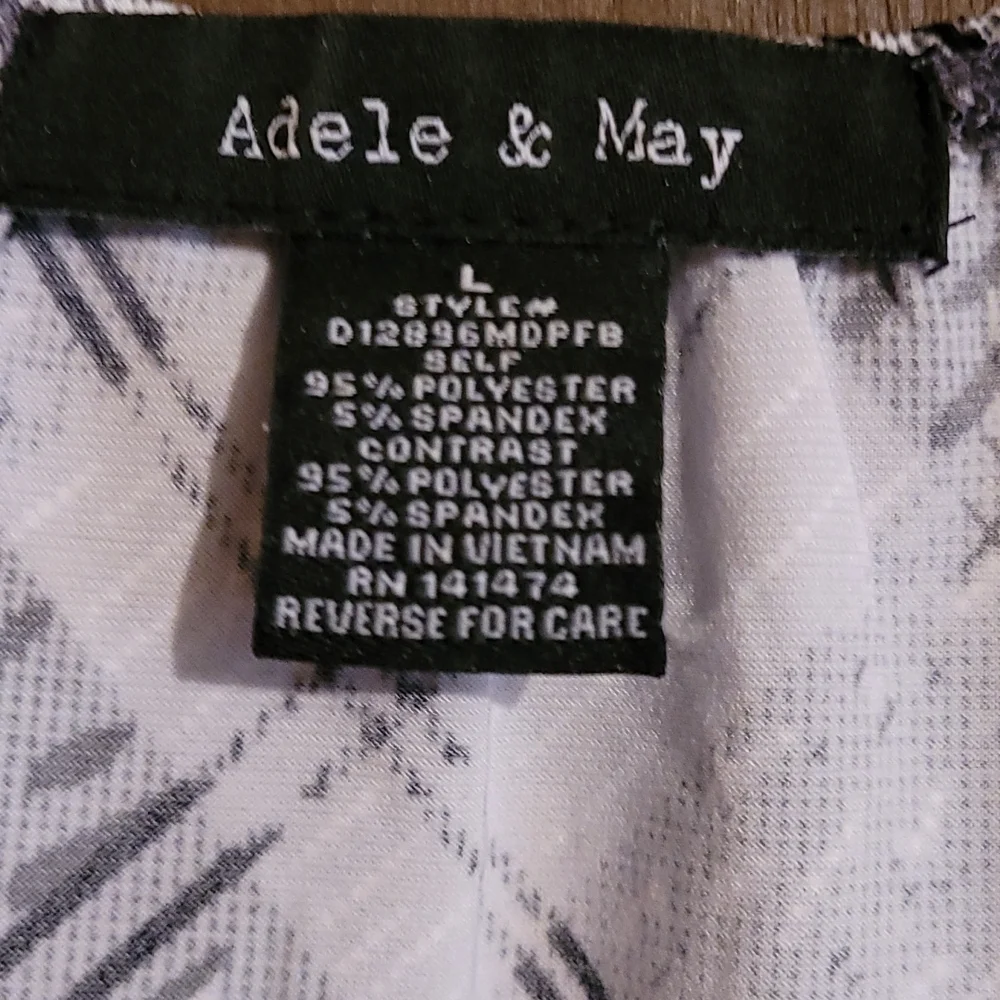 Adele & May
L
STYLE#
D12896MDPFB
SELF
95% POLYESTER
5% SPANDEX
CONTRAST
95% POLYESTER
5% SPANDEX
MADE IN VIETNAM
RN 141474
REVERSE FOR CARE